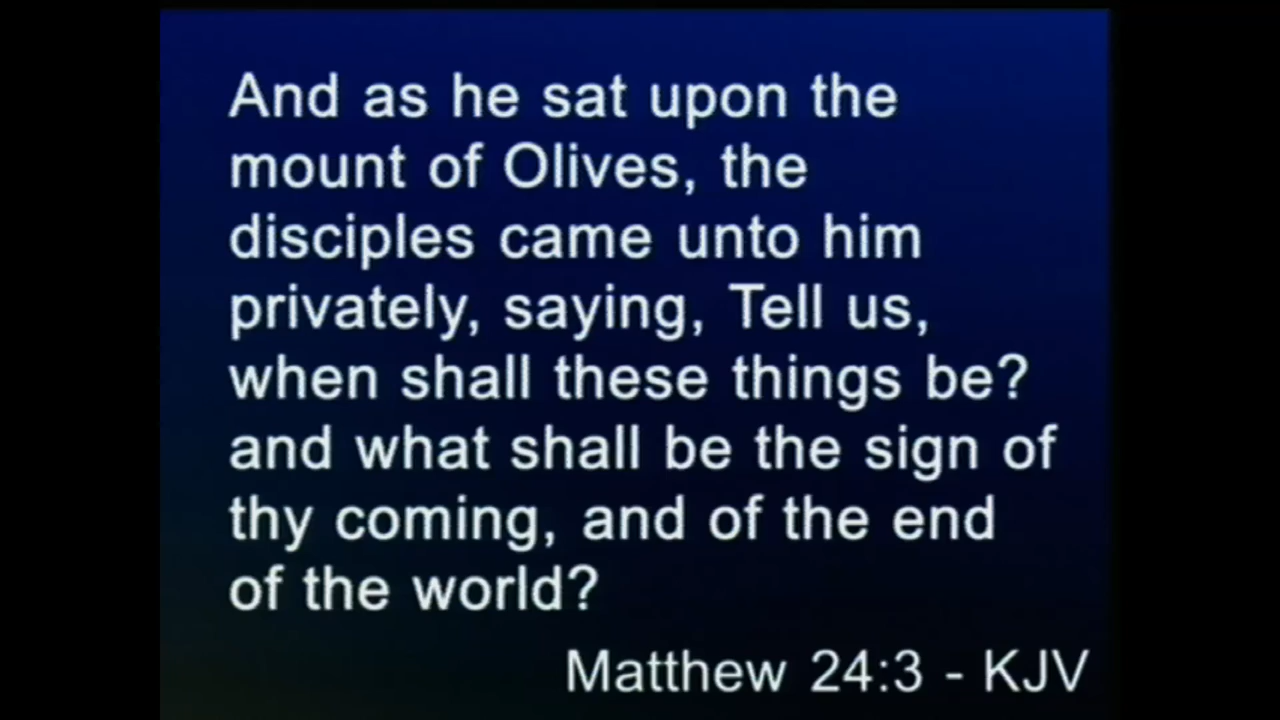 And as he sat upon the
mount of Olives, the
disciples came unto him
privately, saying, Tell us,
when shall these things be?
and what shall be the sign of
thy coming, and of the end
of the world?
Matthew 24:3 - KJV